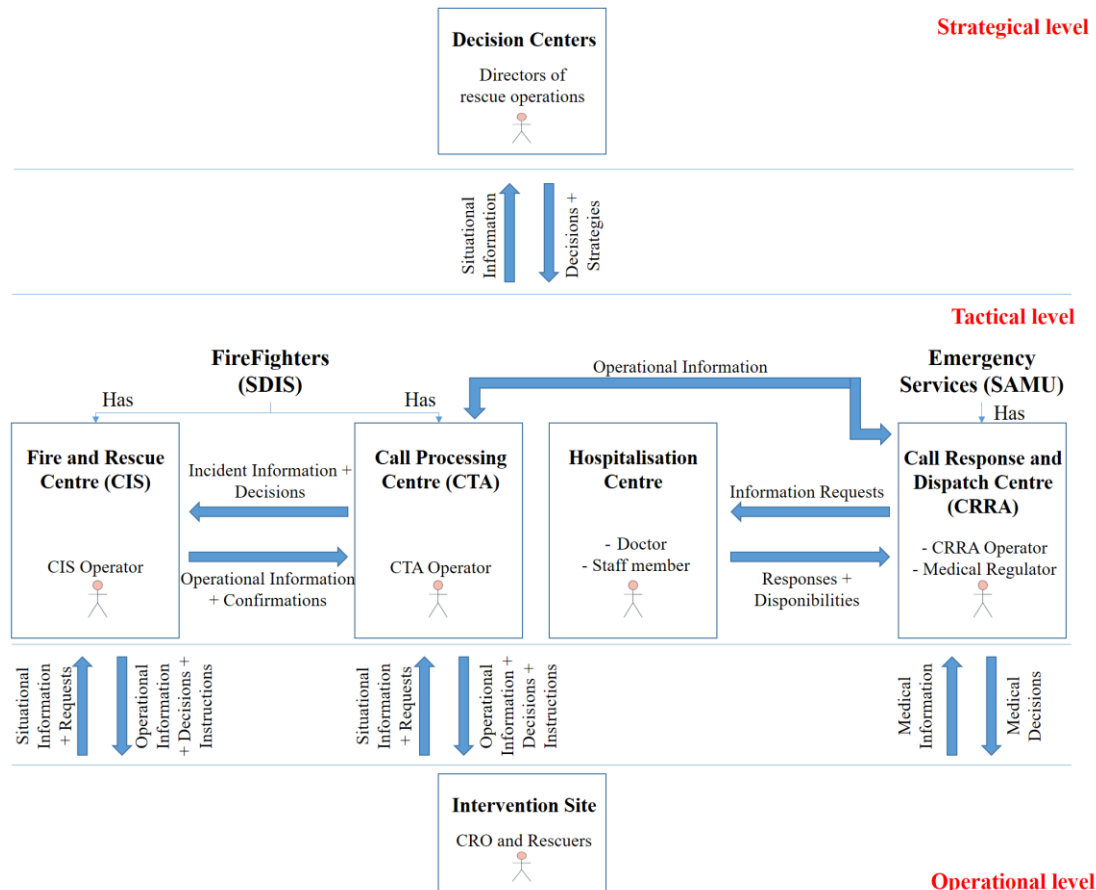 Strategical level
Decision Centers
Directors of
rescue operations
Situational
Information
Decisions +
Strategies
Tactical level
FireFighters
(SDIS)
Operational Information
Emergency
Services (SAMU)
Has
Has
Has
Fire and Rescue
Centre (CIS)
CIS Operator
Incident Information +
Decisions
Operational Information
+ Confirmations
Call Processing
Centre (CTA)
CTA Operator
Hospitalisation
Centre
- Doctor
- Staff member
Information Requests
Responses +
Disponibilities
Call Response and
Dispatch Centre
(CRRA)
- CRRA Operator
- Medical Regulator
Situational
Information
+ Requests
Operational
Information
+ Decisions +
Instructions
Situational
Information
+ Requests
Operational
Information +
Decisions +
Instructions
Medical
Information
Medical
Decisions
Intervention Site
CRO and Rescuers
Operational level